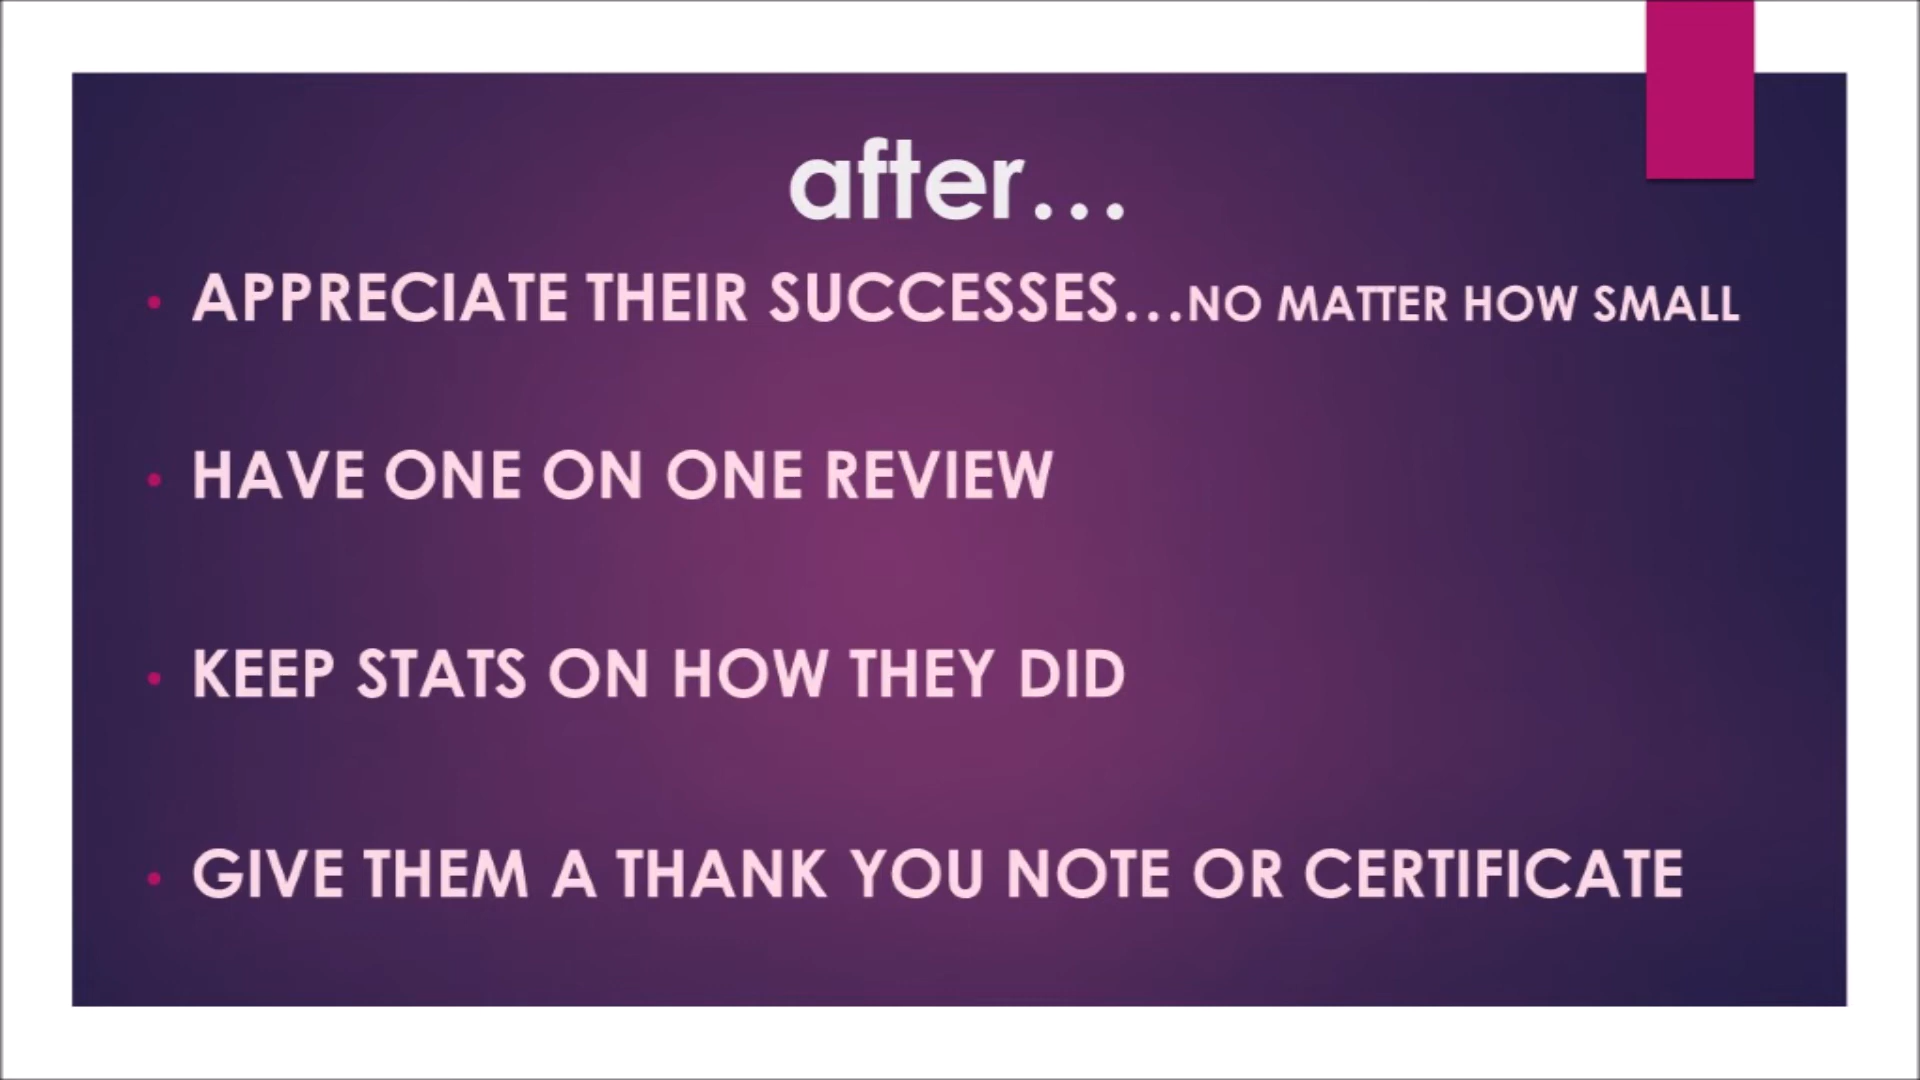 after...
APPRECIATE THEIR SUCCESSES...NO MATTER HOW SMALL
HAVE ONE ON ONE REVIEW
KEEP STATS ON HOW THEY DID
GIVE THEM A THANK YOU NOTE OR CERTIFICATE